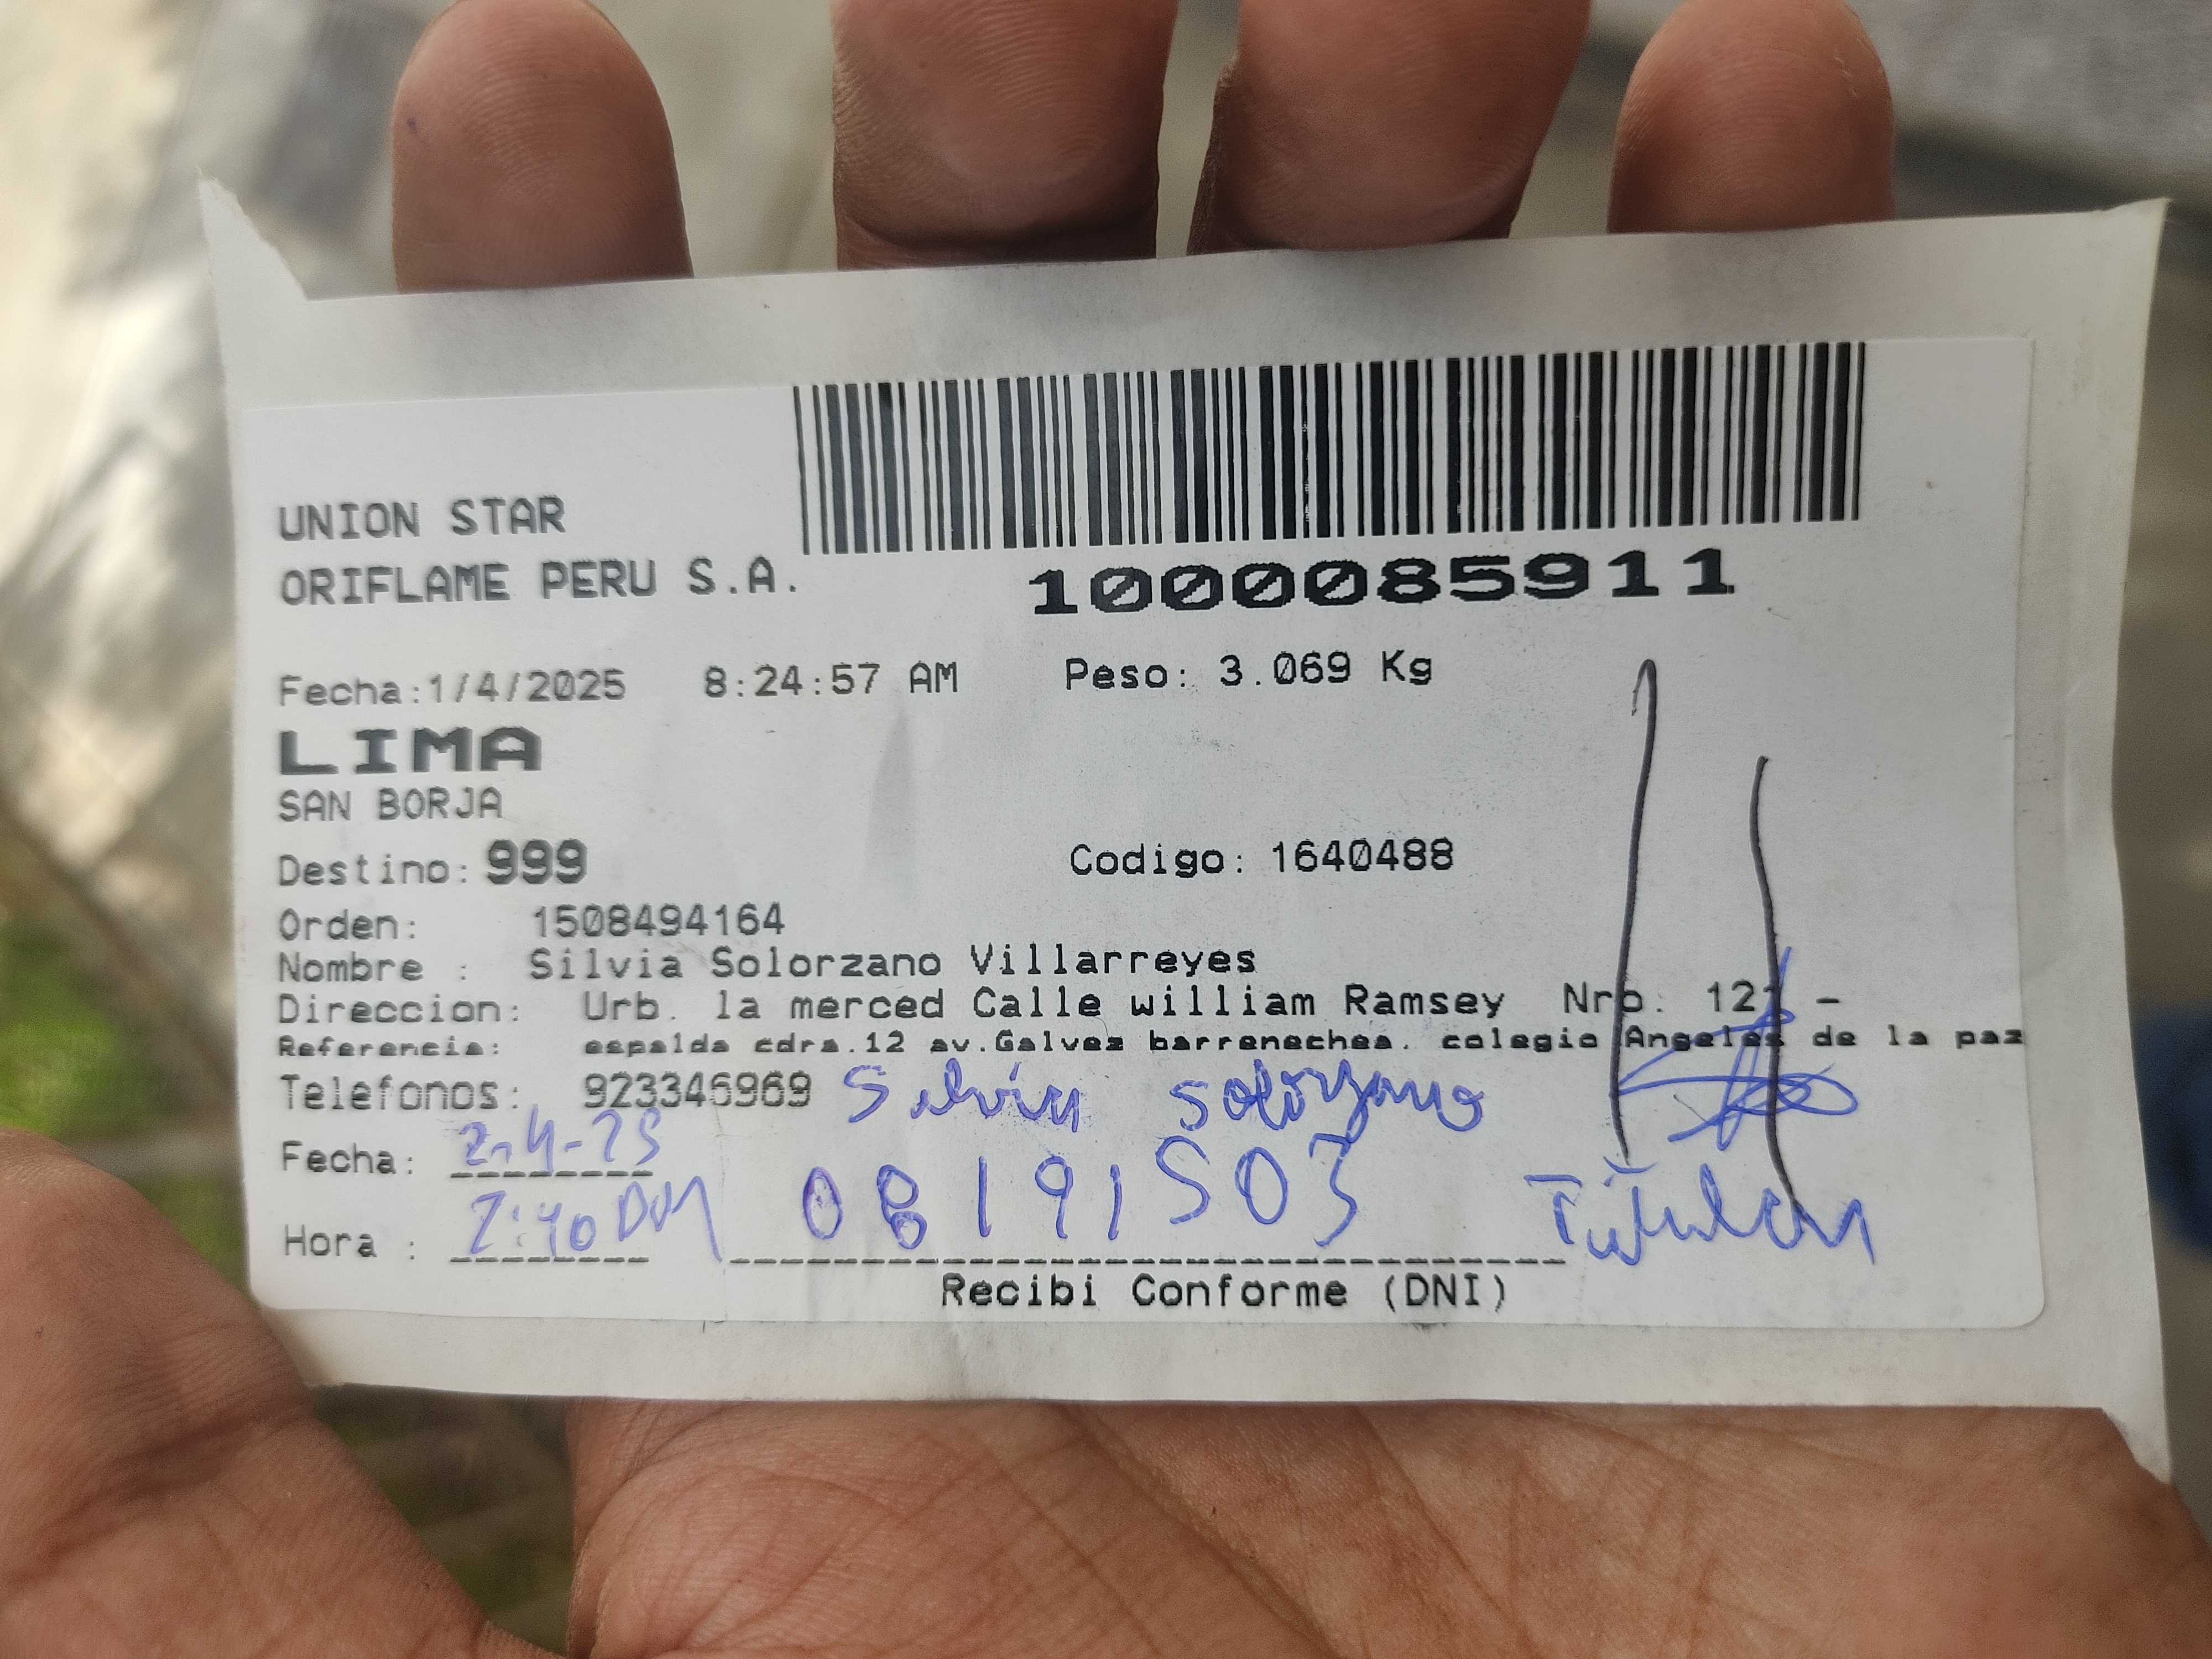 UNION STAR
ORIFLAME PERU S.A.
1000085911
Fecha:1/4/2025 8:24:57 AM Peso: 3.069 Kg
LIMA
SAN BORJA
Destino: 999 Codigo: 1640488
Orden: 1508494164
Nombre : Silvia Solorzano Villarreyes
Direccion: Urb. la merced Calle william Ramsey Nro. 121 -
Referencia: espalda cdra.12 av.Galvez barrenechea. colegio Angeles de la paz
Telefonos: 923346969 Silvia Solorzano
Fecha: 2-4-25
Hora : 2:40 PM 08191503 Titular
Recibi Conforme (DNI)